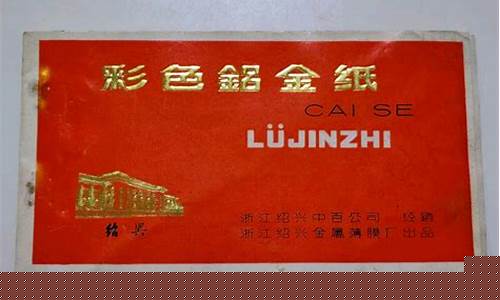 彩色鋁金纸
CAI SE
LÜJINZHI
绍兴
浙江绍兴中百公司 经销
浙江绍兴金属薄膜厂出品